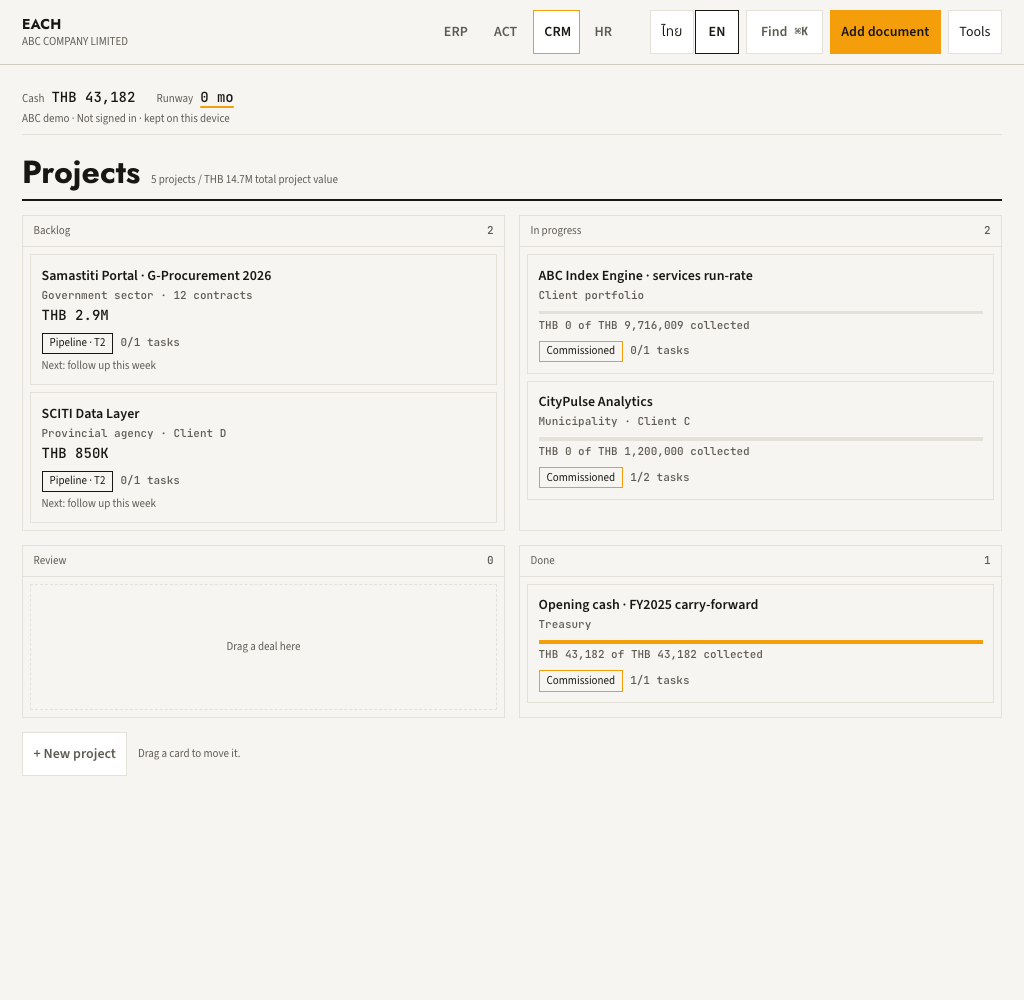 EACH
ABC COMPANY LIMITED
ERP ACT CRM HR ไทย EN Find ⌘K Add document Tools
Cash THB 43,182 Runway 0 mo
ABC demo · Not signed in · kept on this device
Projects 5 projects / THB 14.7M total project value
Backlog 2
Samastiti Portal · G-Procurement 2026
Government sector · 12 contracts
THB 2.9M
Pipeline · T2 0/1 tasks
Next: follow up this week
SCITI Data Layer
Provincial agency · Client D
THB 850K
Pipeline · T2 0/1 tasks
Next: follow up this week
In progress 2
ABC Index Engine · services run-rate
Client portfolio
THB 0 of THB 9,716,009 collected
Commissioned 0/1 tasks
CityPulse Analytics
Municipality · Client C
THB 0 of THB 1,200,000 collected
Commissioned 1/2 tasks
Review 0
Drag a deal here
Done 1
Opening cash · FY2025 carry-forward
Treasury
THB 43,182 of THB 43,182 collected
Commissioned 1/1 tasks
+ New project Drag a card to move it.